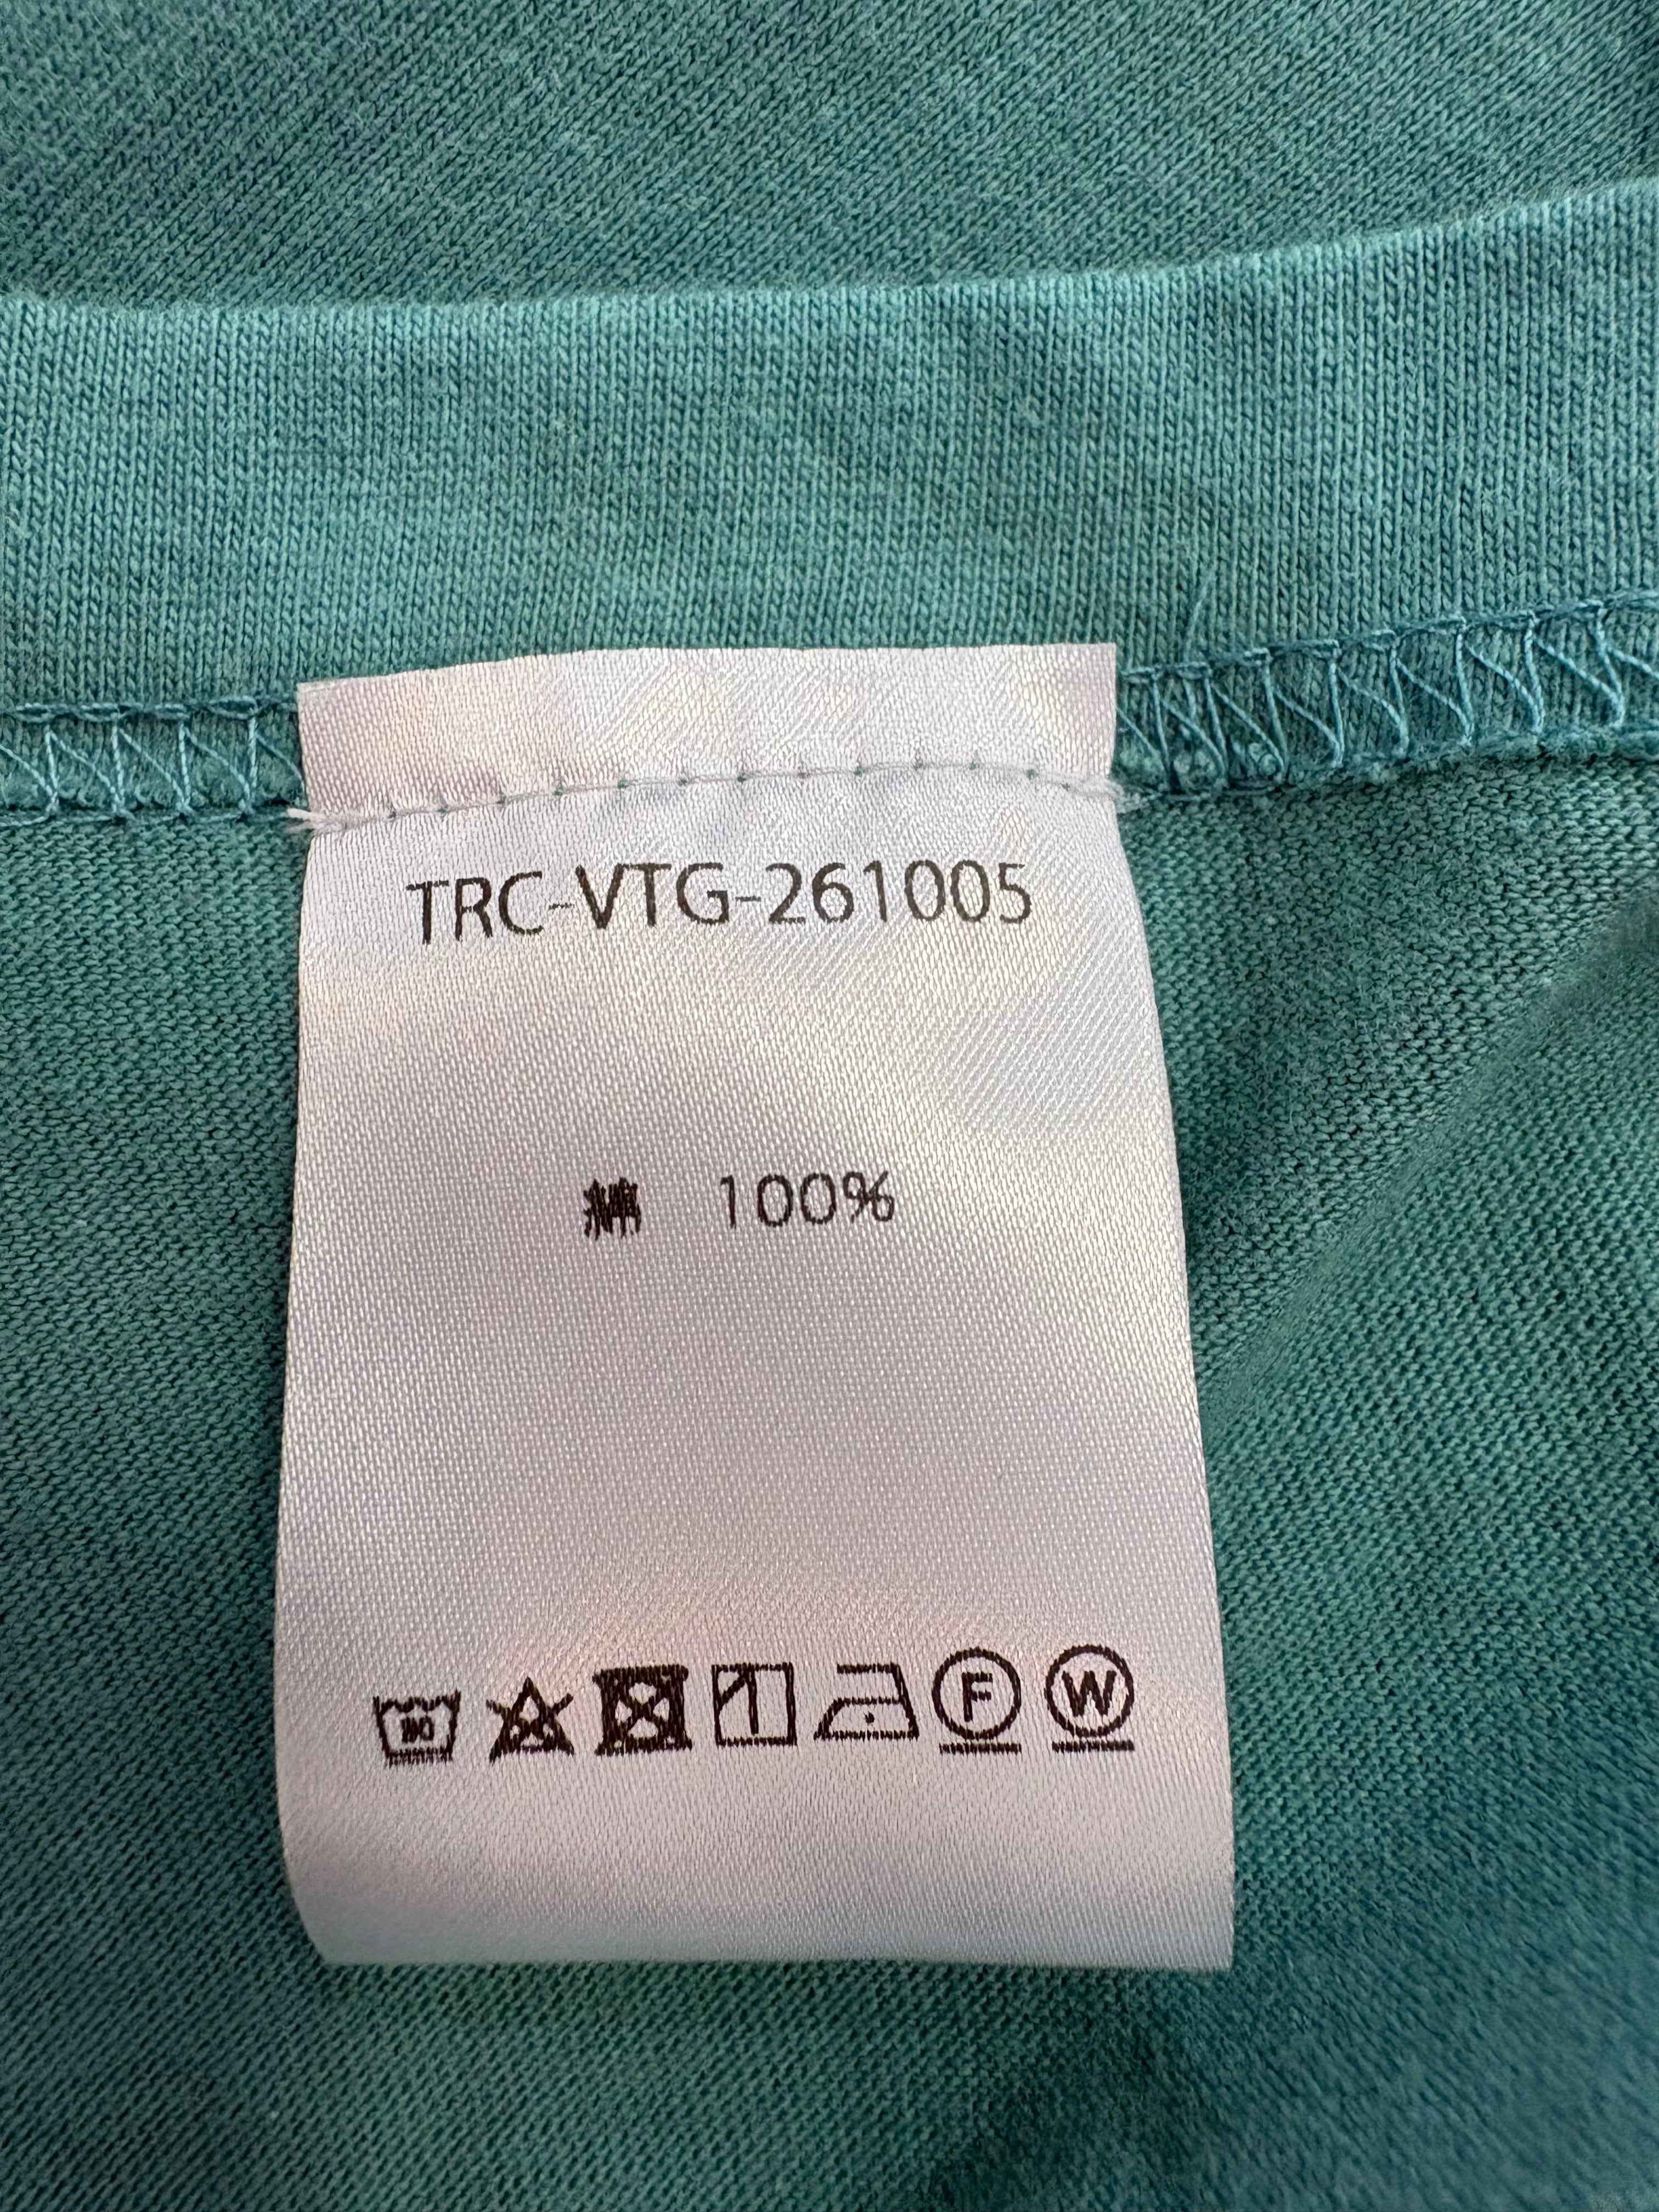 TRC-VTG-261005
綿 100%
F W